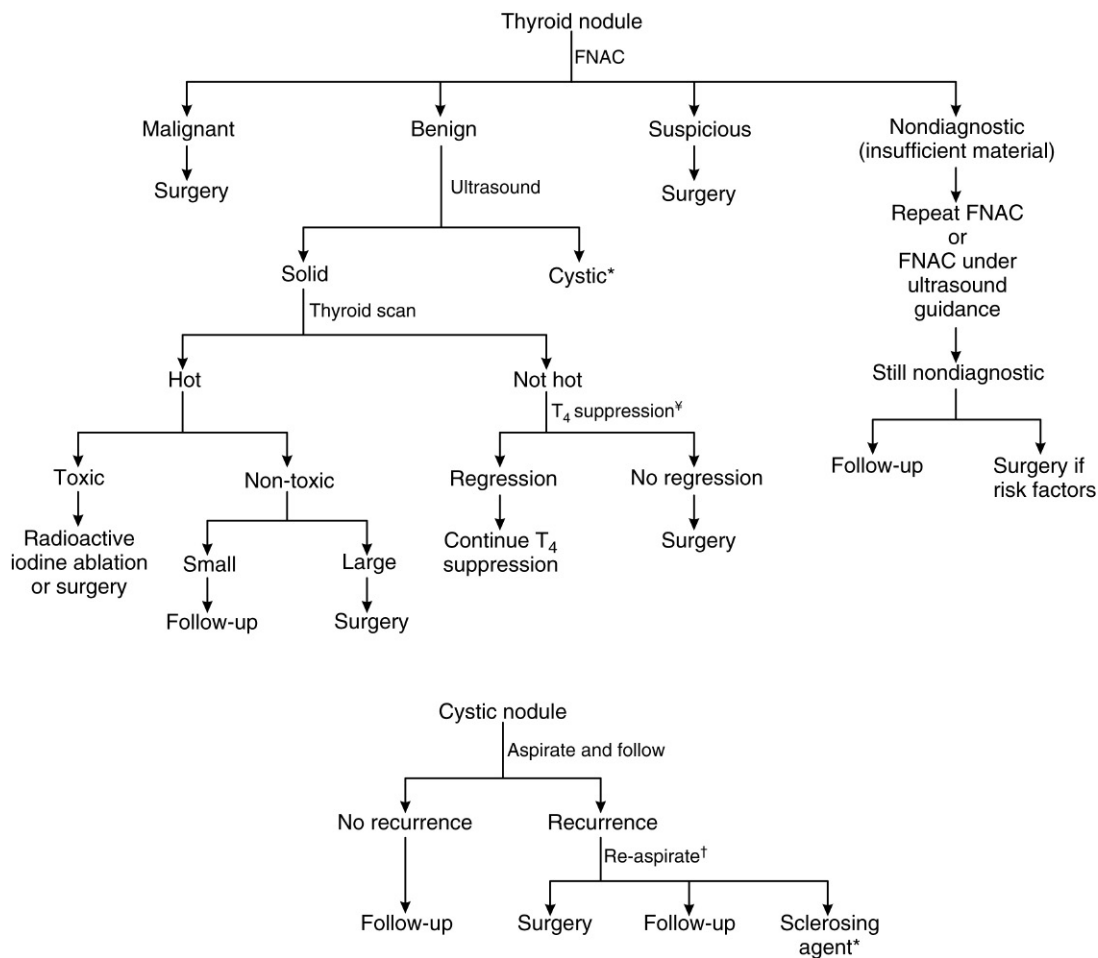 Thyroid nodule
FNAC
Malignant
Benign
Suspicious
Nondiagnostic
(insufficient material)
Surgery
Ultrasound
Surgery
Repeat FNAC
or
FNAC under
ultrasound
guidance
Solid
Cystic*
Thyroid scan
Hot
Not hot
Still nondiagnostic
T₄ suppression¥
Toxic
Non-toxic
Regression
No regression
Follow-up
Surgery if
risk factors
Radioactive
iodine ablation
or surgery
Small
Large
Continue T₄
suppression
Surgery
Follow-up
Surgery
Cystic nodule
Aspirate and follow
No recurrence
Recurrence
Re-aspirate†
Follow-up
Surgery
Follow-up
Sclerosing
agent*